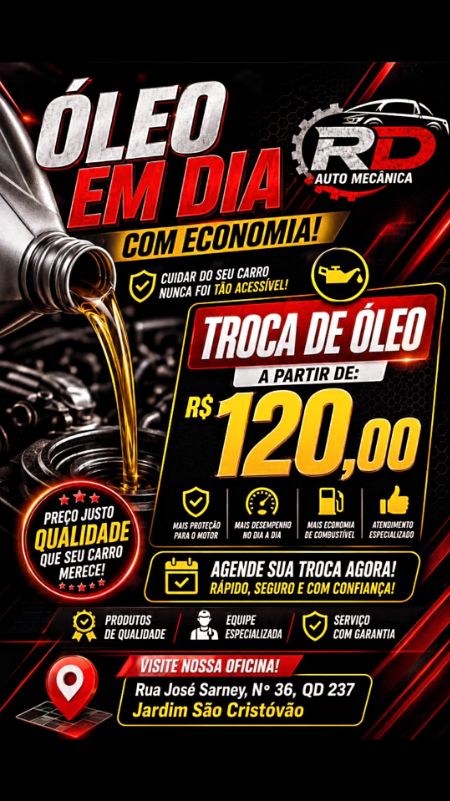 ÓLEO
EM DIA
COM ECONOMIA!
RD
AUTO MECÂNICA
CUIDAR DO SEU CARRO
NUNCA FOI TÃO ACESSÍVEL!
TROCA DE ÓLEO
A PARTIR DE:
R$ 120,00
MAIS PROTEÇÃO
PARA O MOTOR
MAIS DESEMPENHO
NO DIA A DIA
MAIS ECONOMIA
DE COMBUSTÍVEL
ATENDIMENTO
ESPECIALIZADO
PREÇO JUSTO
QUALIDADE
QUE SEU CARRO
MERECE!
AGENDE SUA TROCA AGORA!
RÁPIDO, SEGURO E COM CONFIANÇA!
PRODUTOS
DE QUALIDADE
EQUIPE
ESPECIALIZADA
SERVIÇO
COM GARANTIA
VISITE NOSSA OFICINA!
Rua José Sarney, N° 36, QD 237
Jardim São Cristóvão